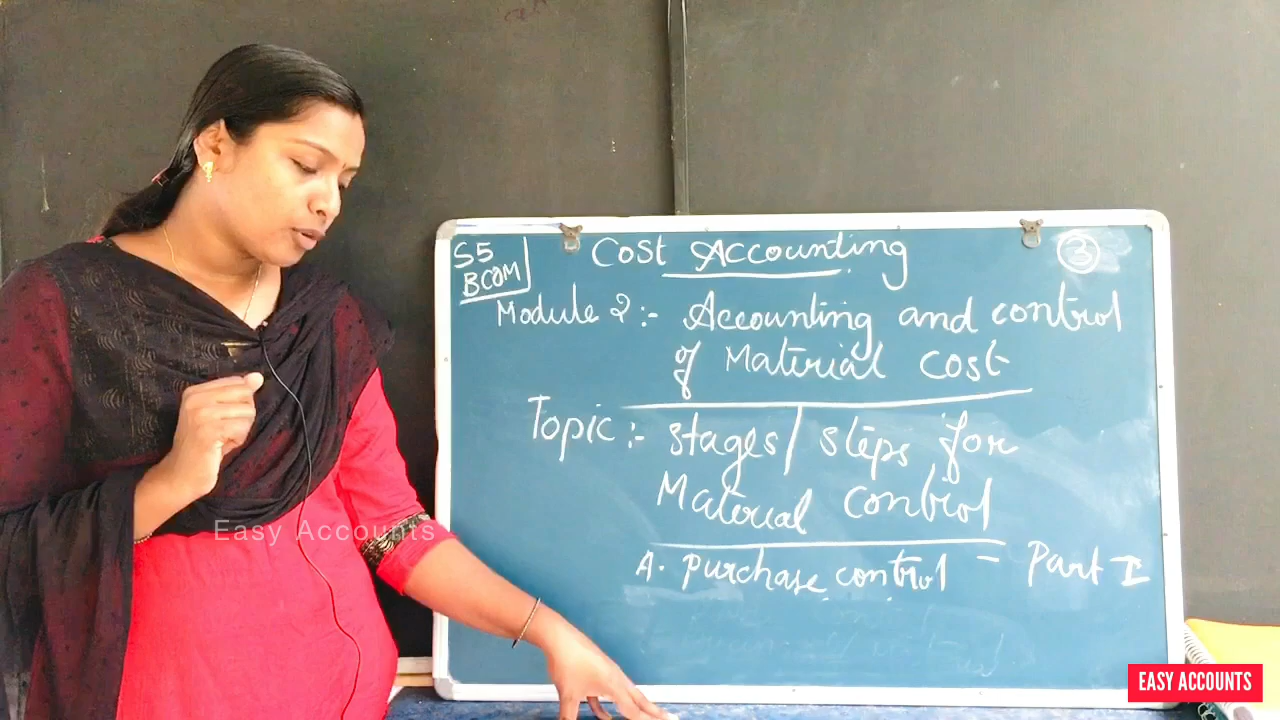 S5
BCOM
Cost Accounting
3
Module 2:- Accounting and control
of Material Cost
Topic:- Stages/ steps for
Material control
A. purchase control - Part I
Easy Accounts
EASY ACCOUNTS